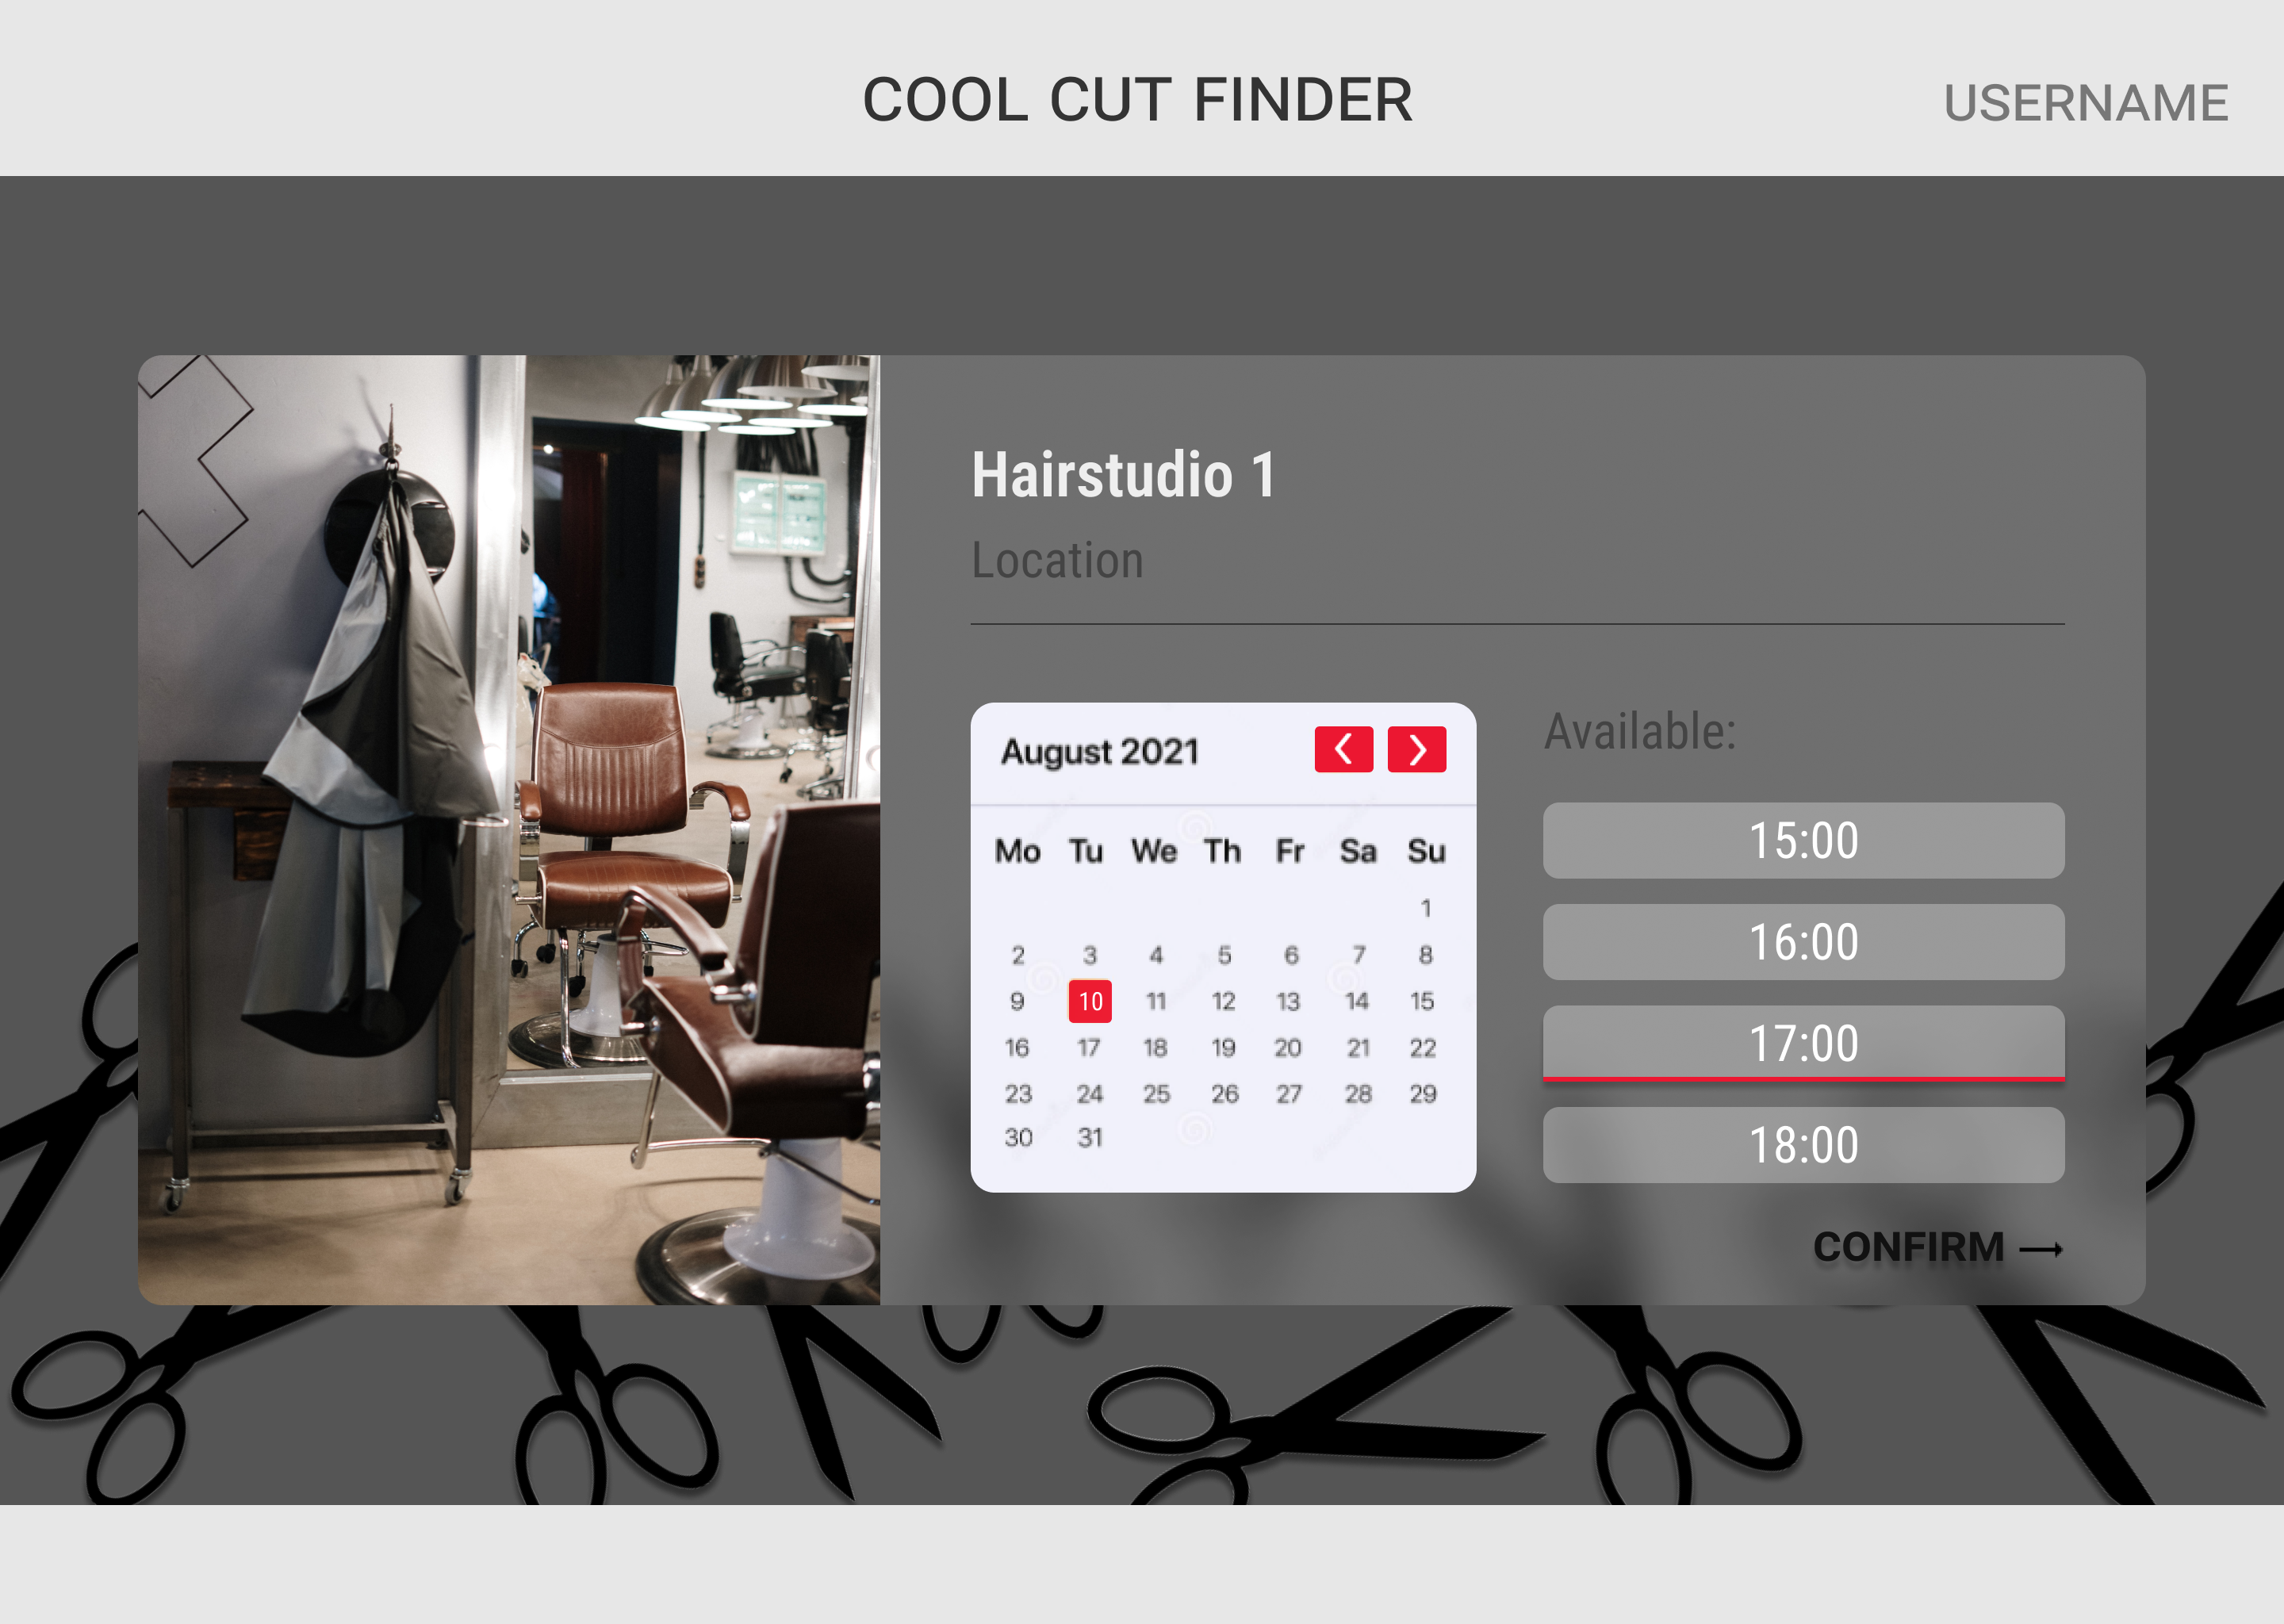 COOL CUT FINDER
USERNAME
Hairstudio 1
Location
August 2021
Mo Tu We Th Fr Sa Su
1
2 3 4 5 6 7 8
9 10 11 12 13 14 15
16 17 18 19 20 21 22
23 24 25 26 27 28 29
30 31
Available:
15:00
16:00
17:00
18:00
CONFIRM